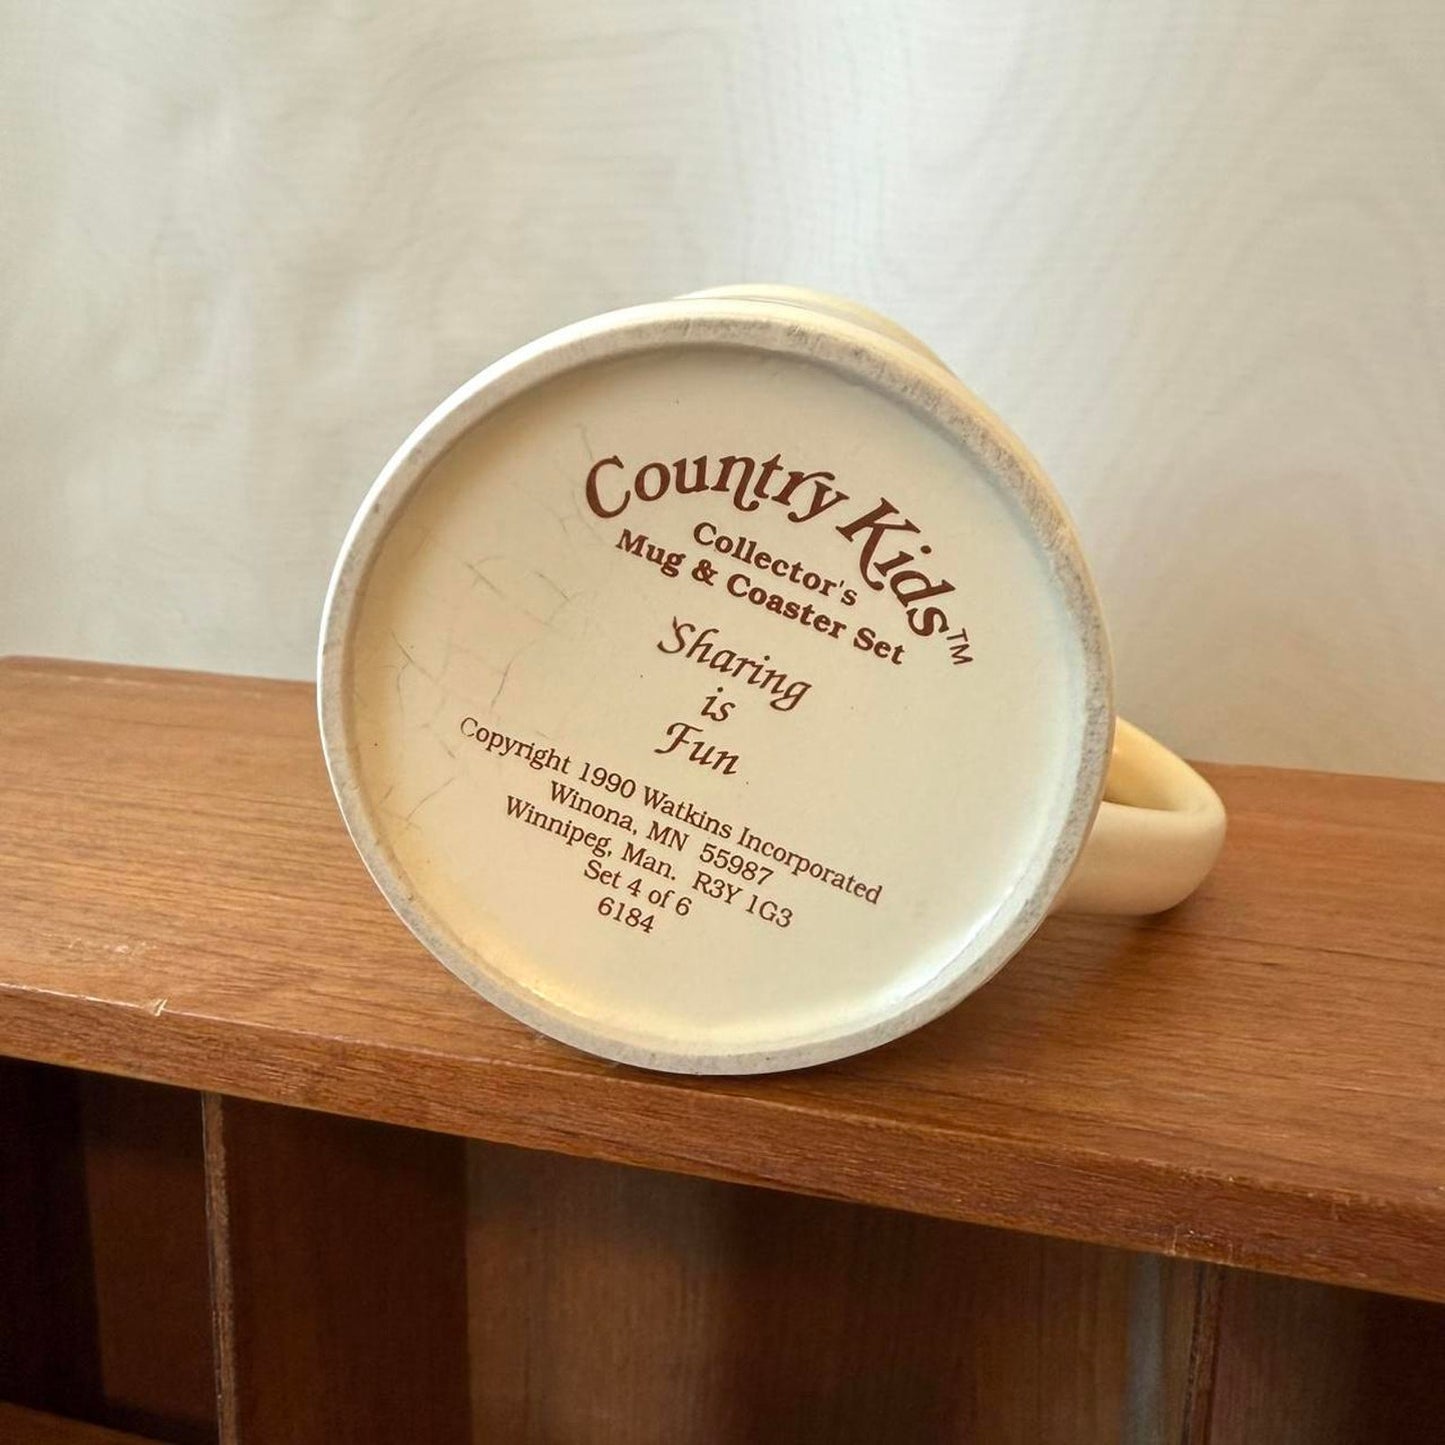 Country Kids™
Collector's
Mug & Coaster Set
Sharing
is
Fun
Copyright 1990 Watkins Incorporated
Winona, MN 55987
Winnipeg, Man. R3Y 1G3
Set 4 of 6
6184